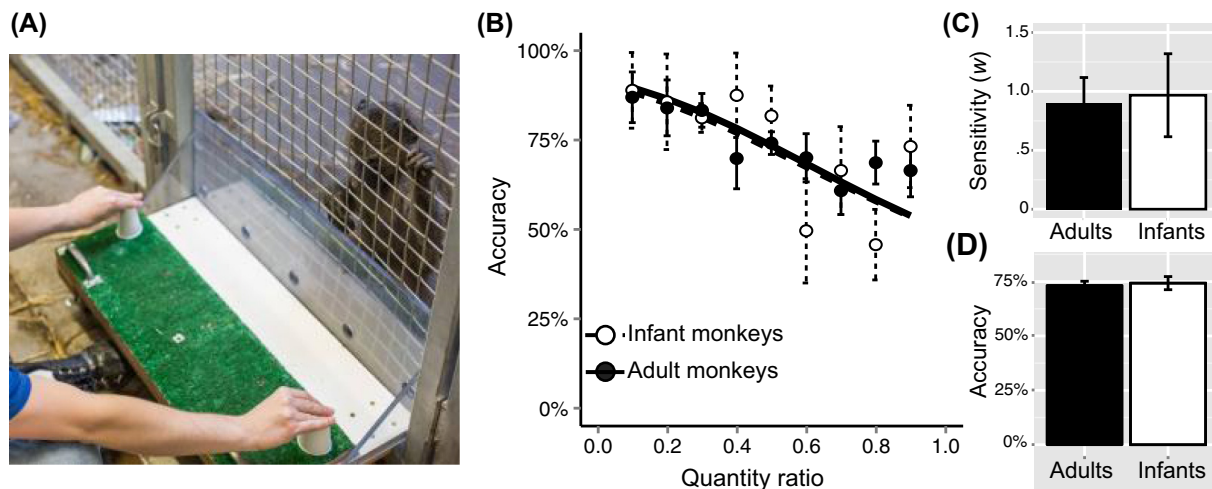 (A)
(B)
100%
75%
50%
25%
0%
Accuracy
Infant monkeys
Adult monkeys
0.0 0.2 0.4 0.6 0.8 1.0
Quantity ratio
(C)
1.5
1.0
.5
0
Sensitivity (w)
Adults Infants
(D)
75%
50%
25%
0%
Accuracy
Adults Infants